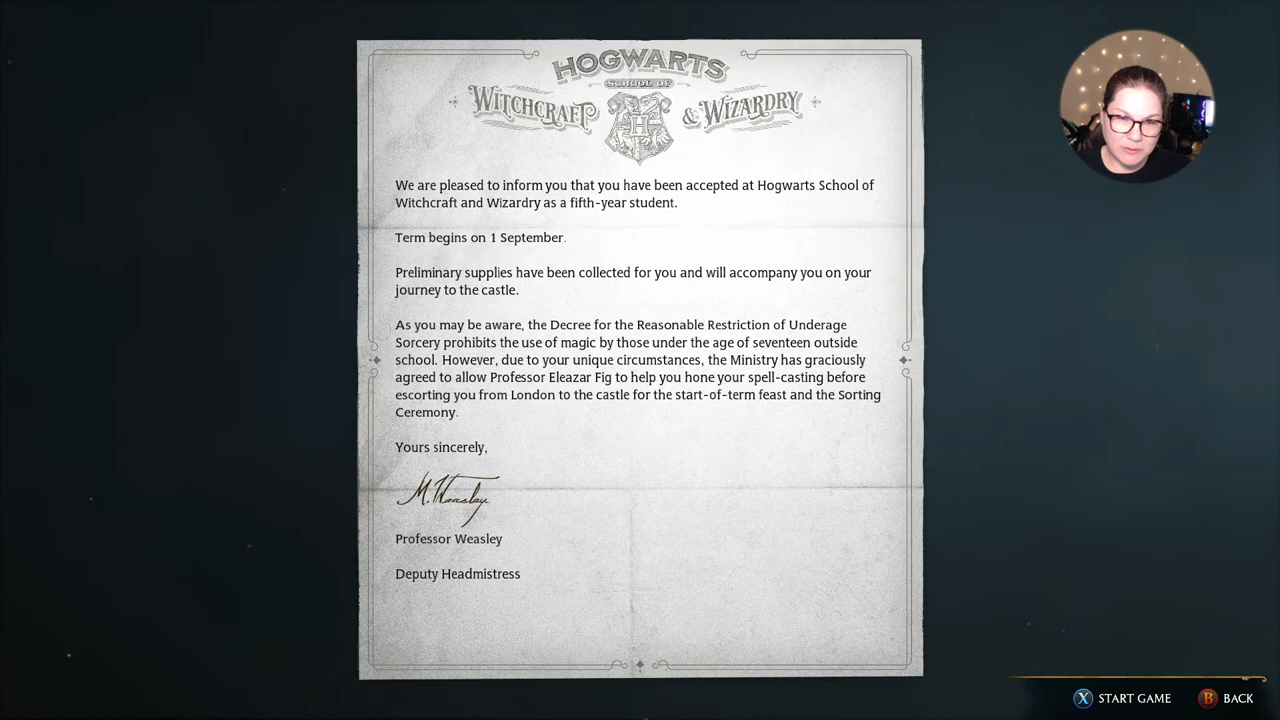 HOGWARTS
SCHOOL OF
WITCHCRAFT & WIZARDRY
H
We are pleased to inform you that you have been accepted at Hogwarts School of
Witchcraft and Wizardry as a fifth-year student.
Term begins on 1 September.
Preliminary supplies have been collected for you and will accompany you on your
journey to the castle.
As you may be aware, the Decree for the Reasonable Restriction of Underage
Sorcery prohibits the use of magic by those under the age of seventeen outside
school. However, due to your unique circumstances, the Ministry has graciously
agreed to allow Professor Eleazar Fig to help you hone your spell-casting before
escorting you from London to the castle for the start-of-term feast and the Sorting
Ceremony.
Yours sincerely,
M. Weasley
Professor Weasley
Deputy Headmistress
X START GAME B BACK